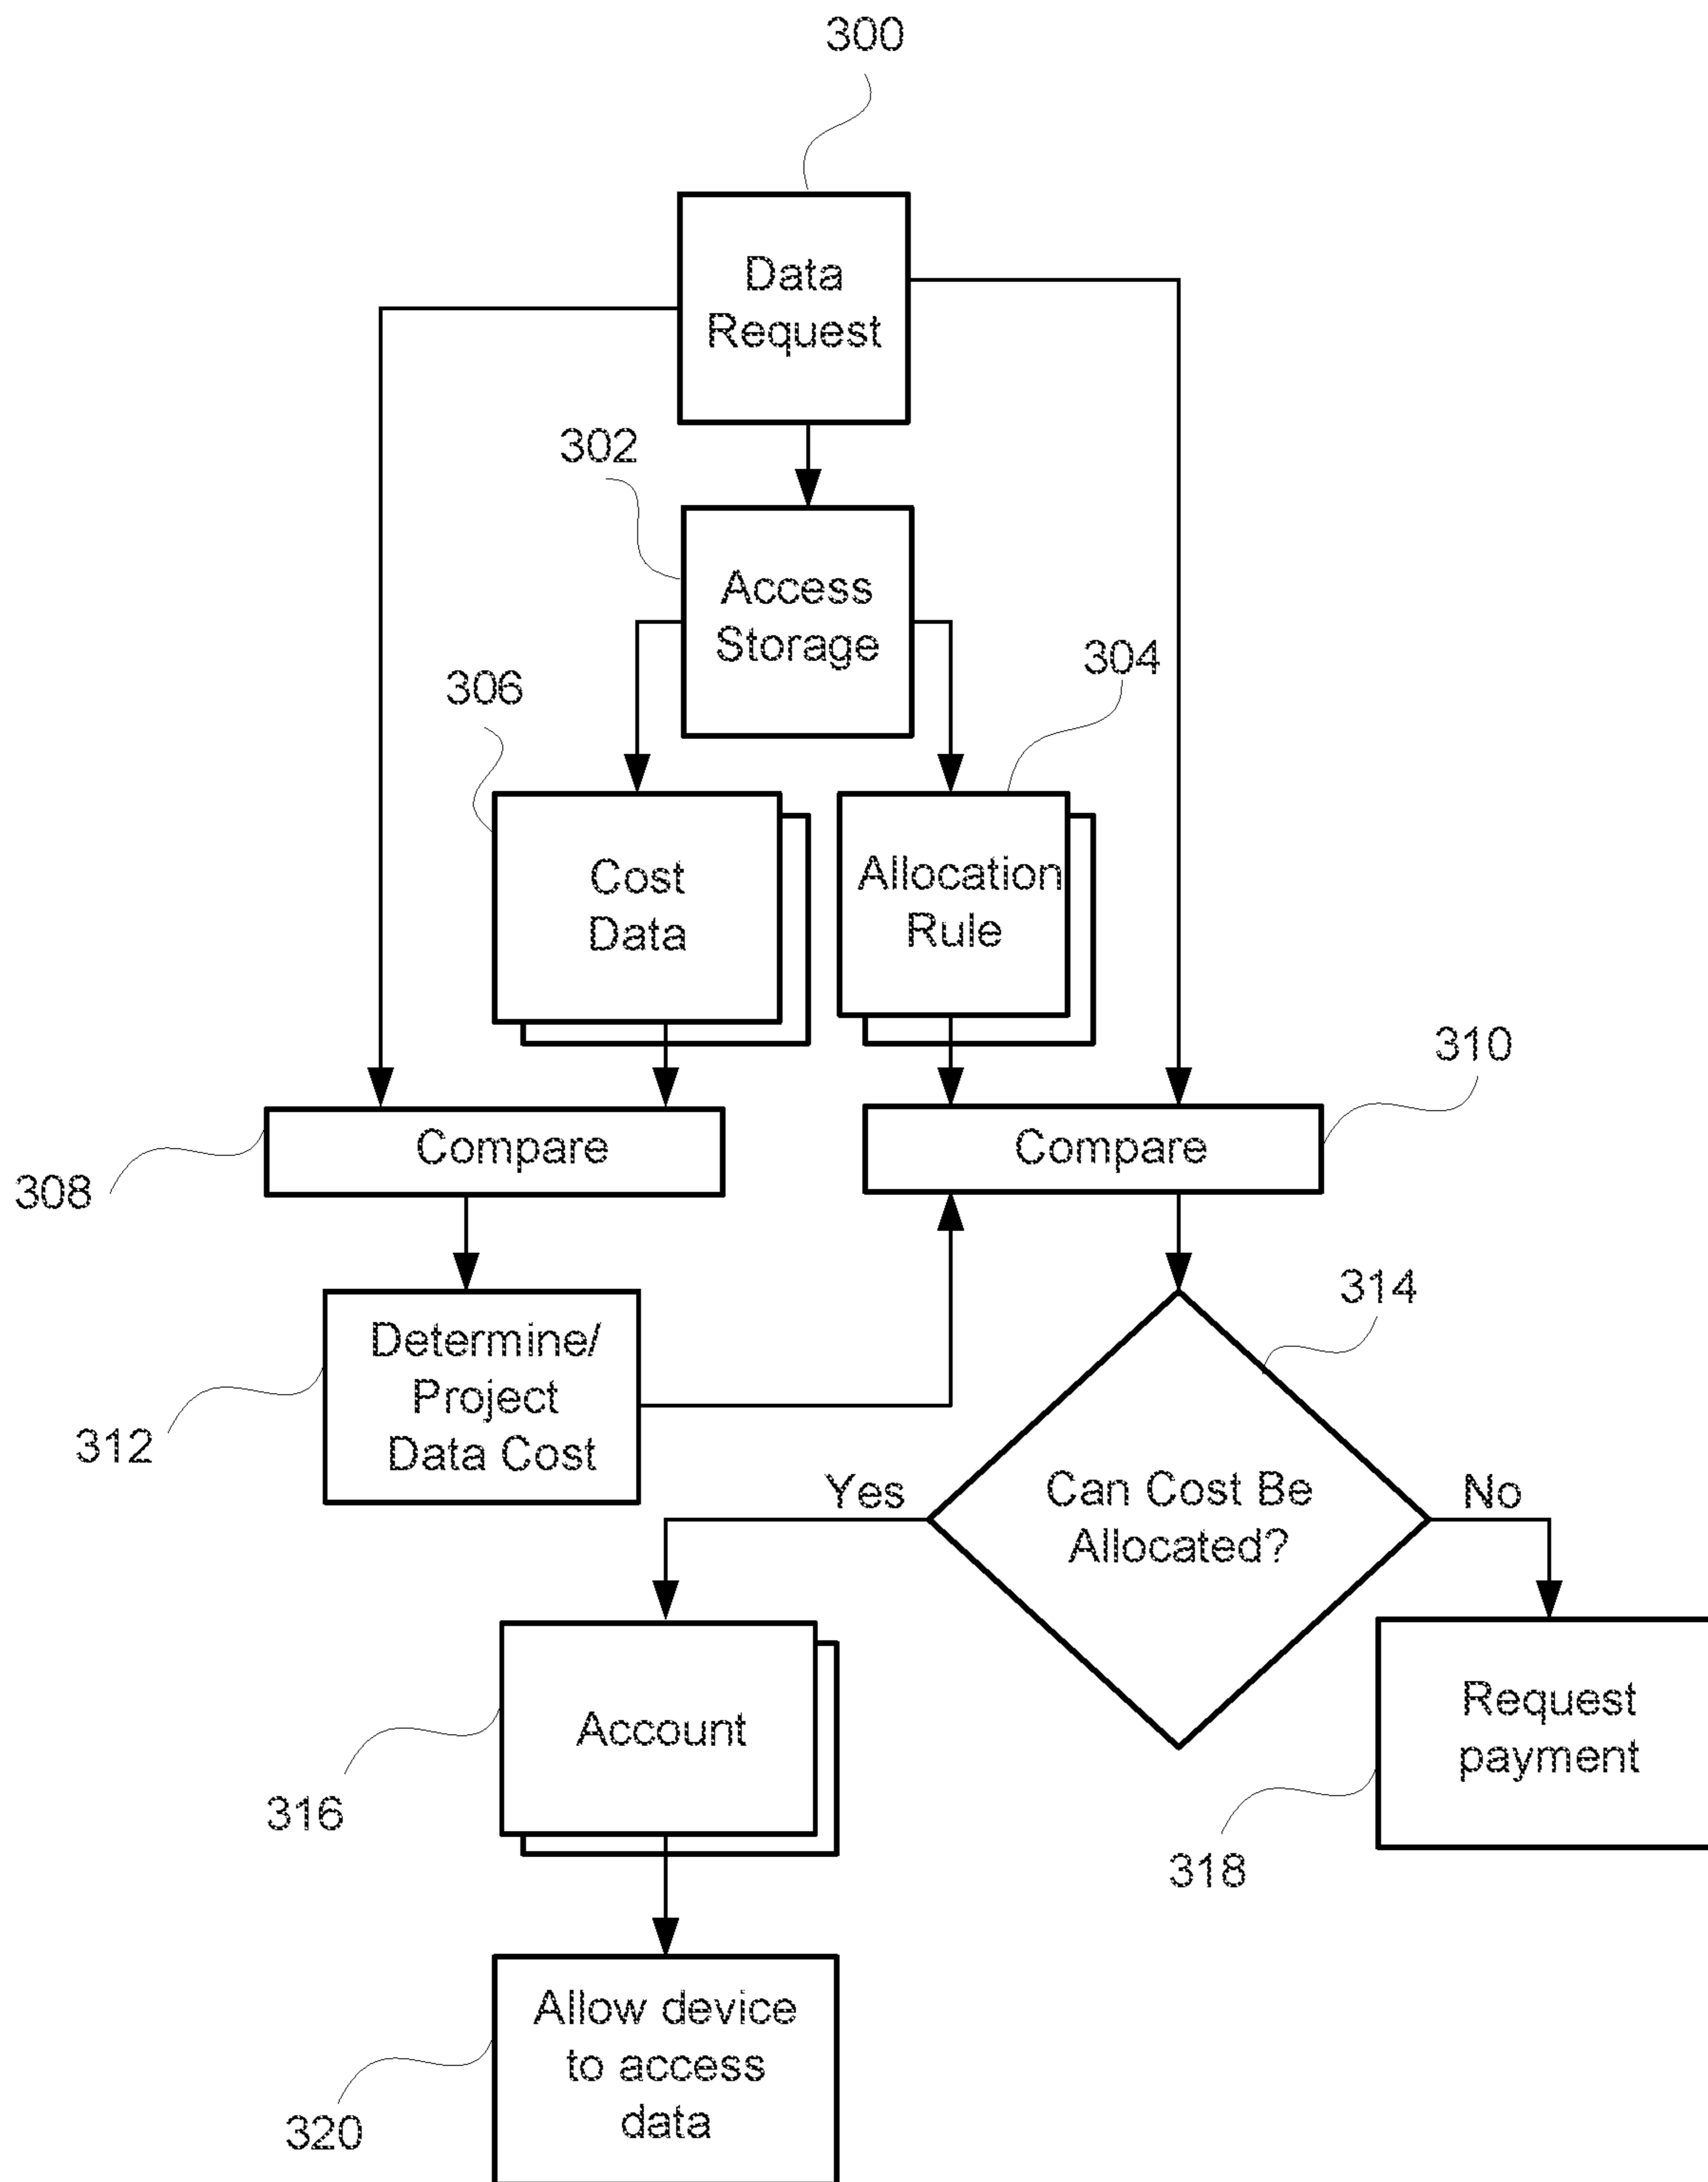 300
Data
Request
302
Access
Storage
304
306
Cost
Data
Allocation
Rule
310
Compare
Compare
308
314
Determine/
Project
Data Cost
312
Yes
Can Cost Be
Allocated?
No
Request
payment
Account
316
318
Allow device
to access
data
320